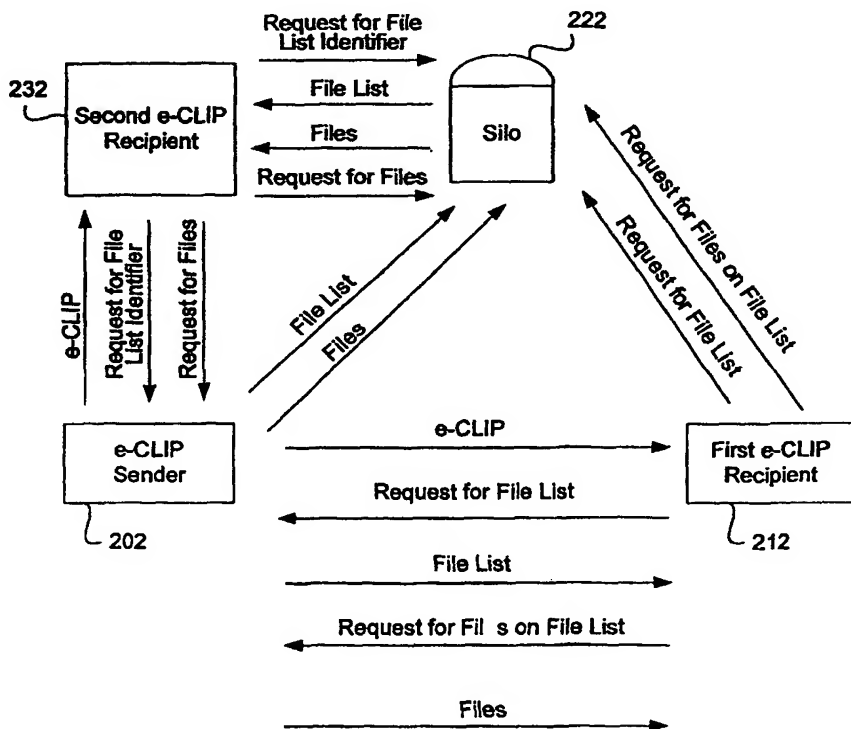 Request for File
List Identifier
222
232
Second e-CLIP
Recipient
File List
Files
Request for Files
Silo
e-CLIP
Request for File
List Identifier
Request for Files
File List
Files
Request for Files on File List
Request for File List
e-CLIP
Sender
202
e-CLIP
First e-CLIP
Recipient
212
Request for File List
File List
Request for Fil s on File List
Files